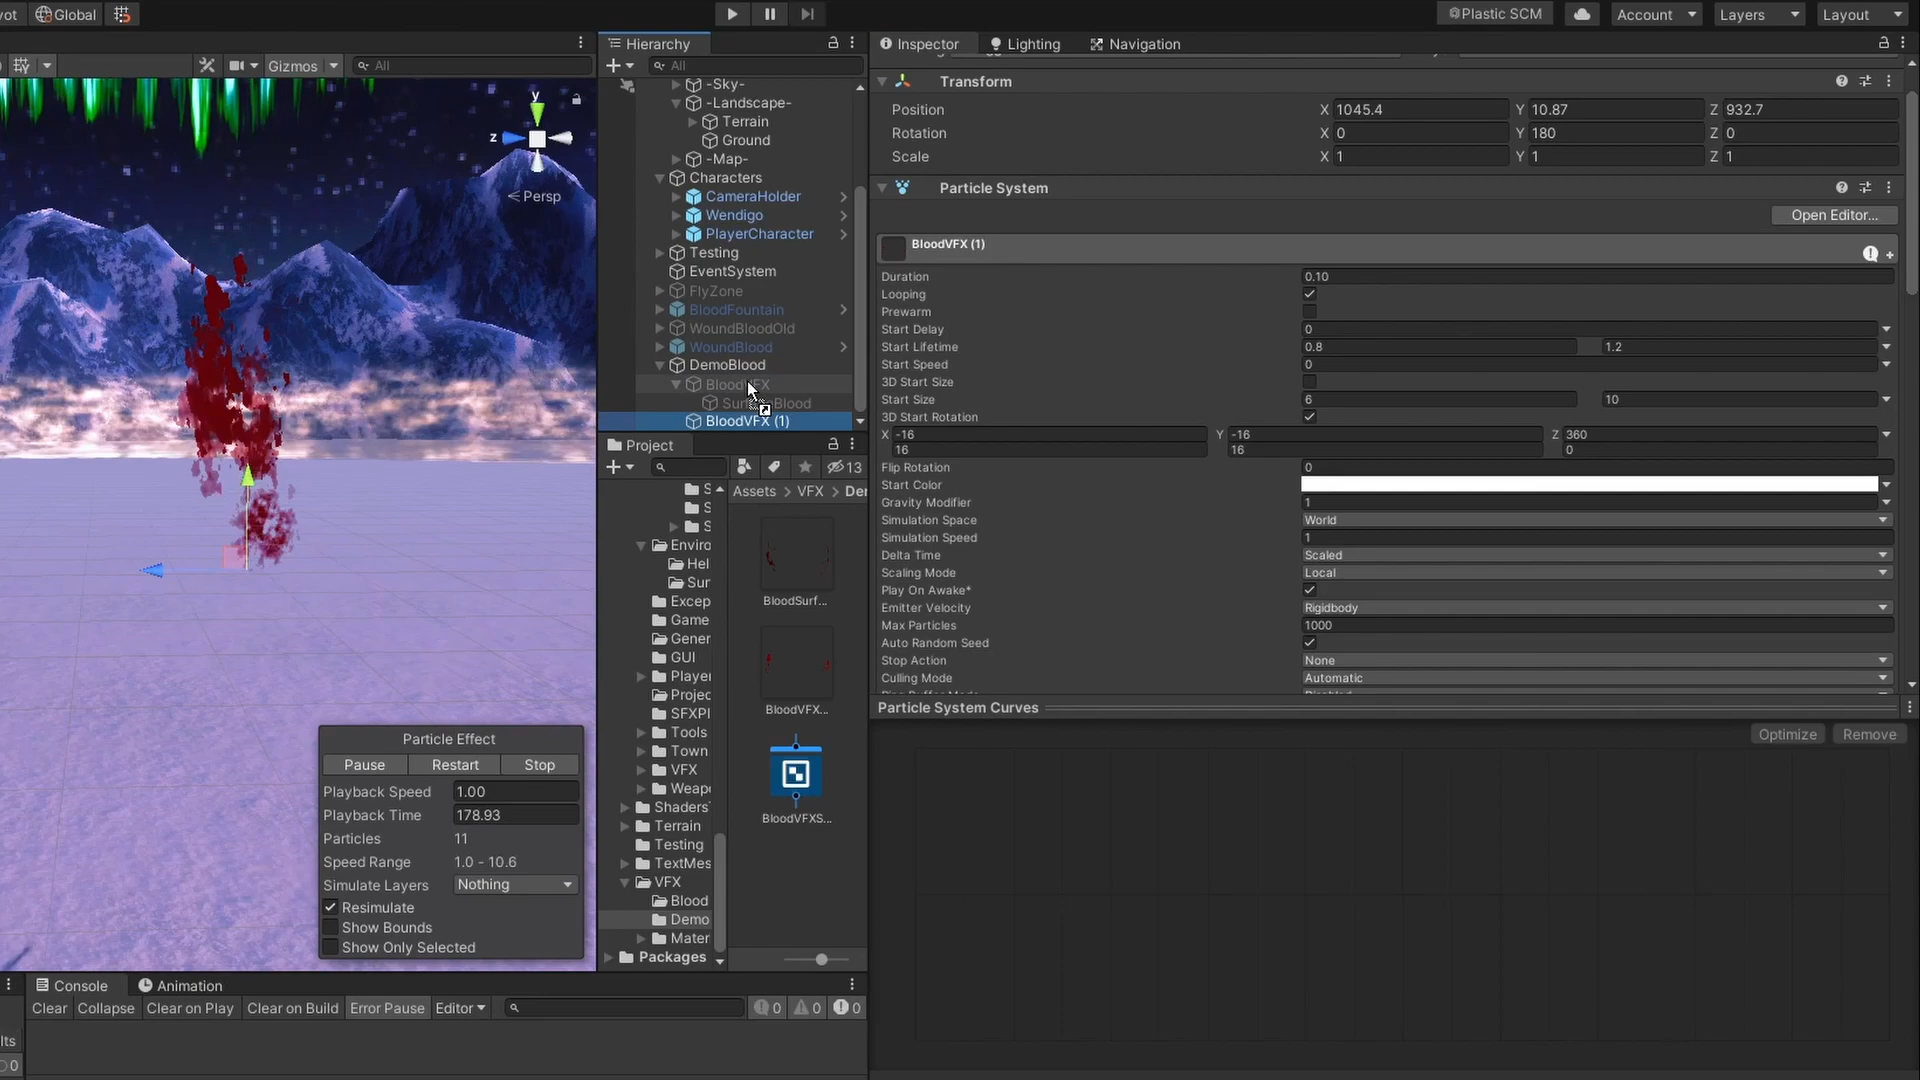 vot Global
Plastic SCM Account Layers Layout
Gizmos All
y
z
Persp
Hierarchy
All
-Sky-
-Landscape-
Terrain
Ground
-Map-
Characters
CameraHolder
Wendigo
PlayerCharacter
Testing
EventSystem
FlyZone
BloodFountain
WoundBloodOld
WoundBlood
DemoBlood
BloodVFX
BloodVFX (1)
Project
13
Assets > VFX > Der
S
S
S
Enviro
Hel
Sur
Excep
Game
Gener
GUI
Player
Projec
SFXPl
Tools
Town
VFX
Weap
Shaders
Terrain
Testing
TextMes
VFX
Blood
Demo
Mater
Packages
BloodSurf...
BloodVFX...
BloodVFXS...
Particle Effect
Pause Restart Stop
Playback Speed 1.00
Playback Time 178.93
Particles 11
Speed Range 1.0 - 10.6
Simulate Layers Nothing
Resimulate
Show Bounds
Show Only Selected
Console Animation
Clear Collapse Clear on Play Clear on Build Error Pause Editor 0 0 0
lts
0
Inspector Lighting Navigation
Transform
Position X 1045.4 Y 10.87 Z 932.7
Rotation X 0 Y 180 Z 0
Scale X 1 Y 1 Z 1
Particle System
Open Editor...
BloodVFX (1)
Duration 0.10
Looping
Prewarm
Start Delay 0
Start Lifetime 0.8 1.2
Start Speed 0
3D Start Size
Start Size 6 10
3D Start Rotation
X -16 Y -16 Z 360
16 16 0
Flip Rotation 0
Start Color
Gravity Modifier 1
Simulation Space World
Simulation Speed 1
Delta Time Scaled
Scaling Mode Local
Play On Awake*
Emitter Velocity Rigidbody
Max Particles 1000
Auto Random Seed
Stop Action None
Culling Mode Automatic
Particle System Curves
Optimize Remove